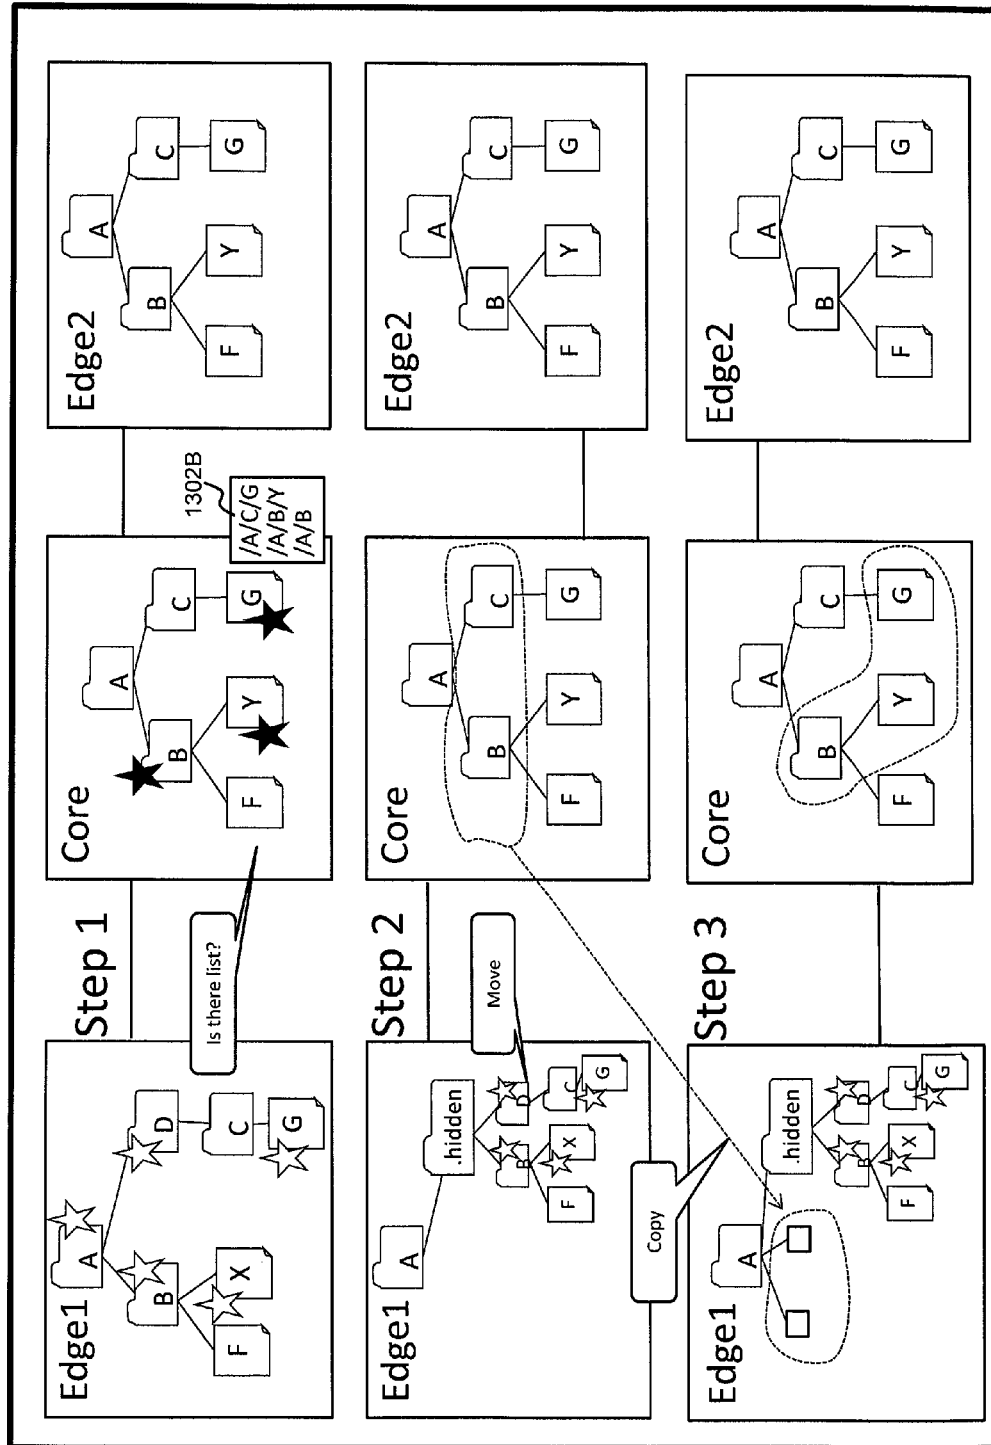 Edge1
A
B
D
F
X
C
G
Step 1
Is there list?
Core
A
B
C
F
Y
G
1302B
/A/C/G
/A/B/Y
/A/B
Edge2
A
B
C
F
Y
G
Edge1
A
.hidden
B
D
F
X
C
G
Step 2
Move
Core
A
B
C
F
Y
G
Edge2
A
B
C
F
Y
G
Copy
Edge1
A
.hidden
B
D
F
X
C
G
Step 3
Core
A
B
C
F
Y
G
Edge2
A
B
C
F
Y
G